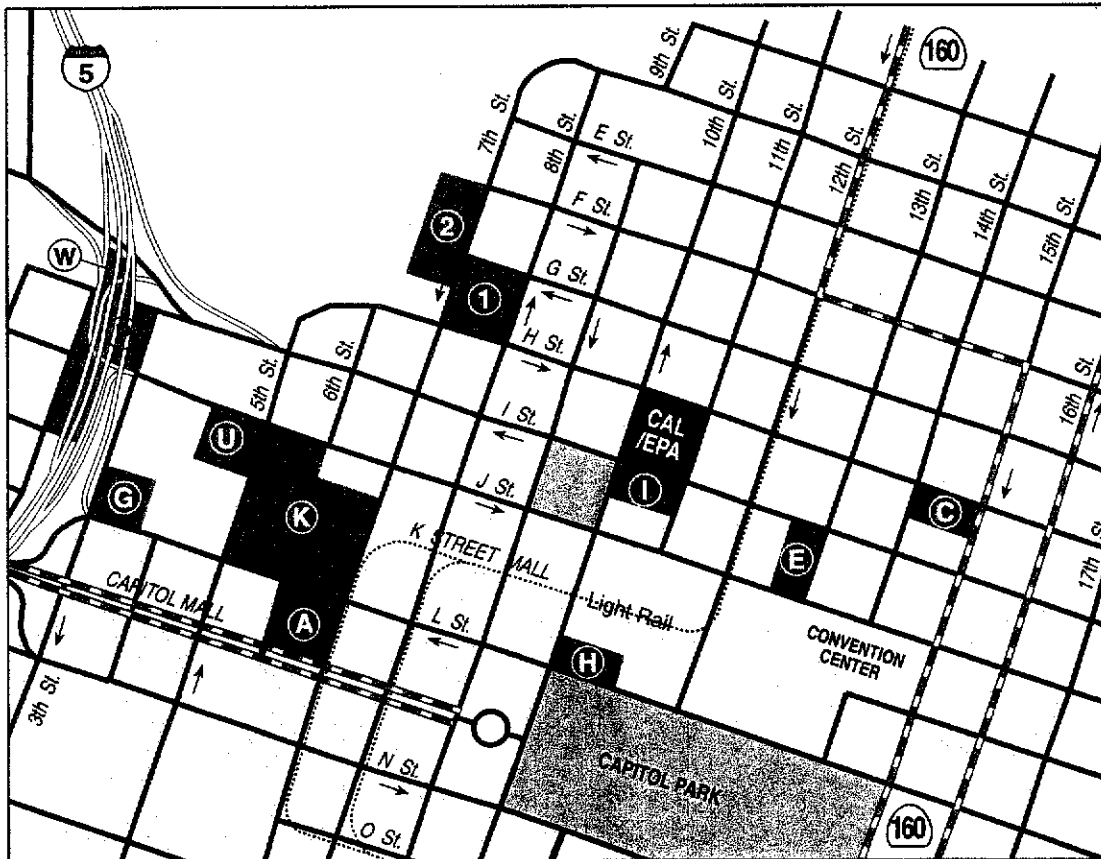 160
5
9th St.
7th St.
8th St.
E St.
10th St.
11th St.
12th St.
13th St.
14th St.
15th St.
F St.
2
W
G St.
1
H St.
5th St.
6th St.
16th St.
I St.
CAL
/EPA
U
J St.
I
G
K
C
17th
K STREET MALL
E
CAPITOL MALL
Light Rail
L St.
A
CONVENTION
CENTER
H
3th St.
N St.
CAPITOL PARK
O St.
160